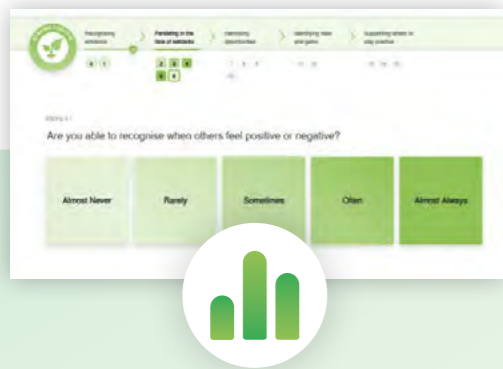 Recognising emotions
Persisting in the face of setbacks
Identifying opportunities
Identifying risks and gains
Supporting others to stay positive
Are you able to recognise when others feel positive or negative?
Almost Never
Rarely
Sometimes
Often
Almost Always